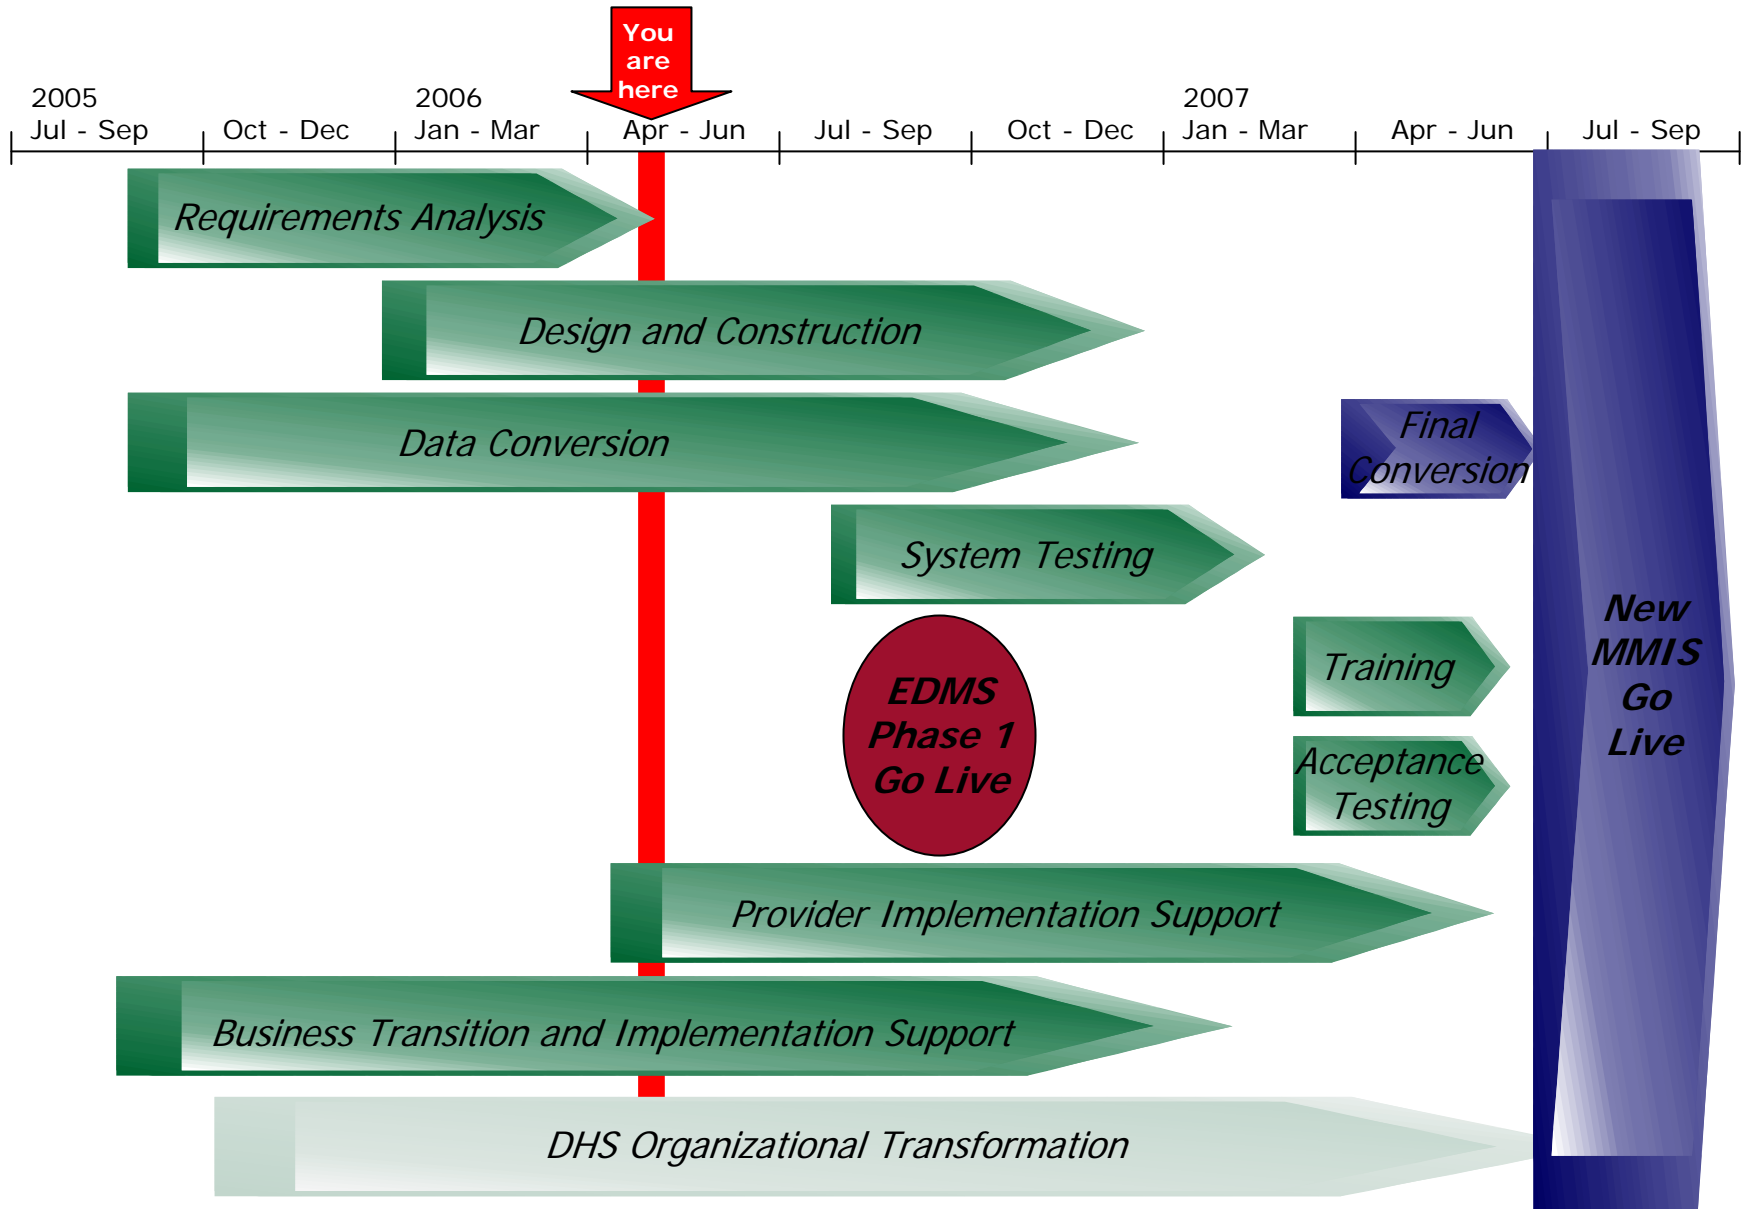 You
are
here
2005
2006
2007
Jul - Sep
Oct - Dec
Jan - Mar
Apr - Jun
Jul - Sep
Oct - Dec
Jan - Mar
Apr - Jun
Jul - Sep
Requirements Analysis
Design and Construction
Data Conversion
Final
Conversion
System Testing
New
MMIS
Go
Live
Training
EDMS
Phase 1
Go Live
Acceptance
Testing
Provider Implementation Support
Business Transition and Implementation Support
DHS Organizational Transformation